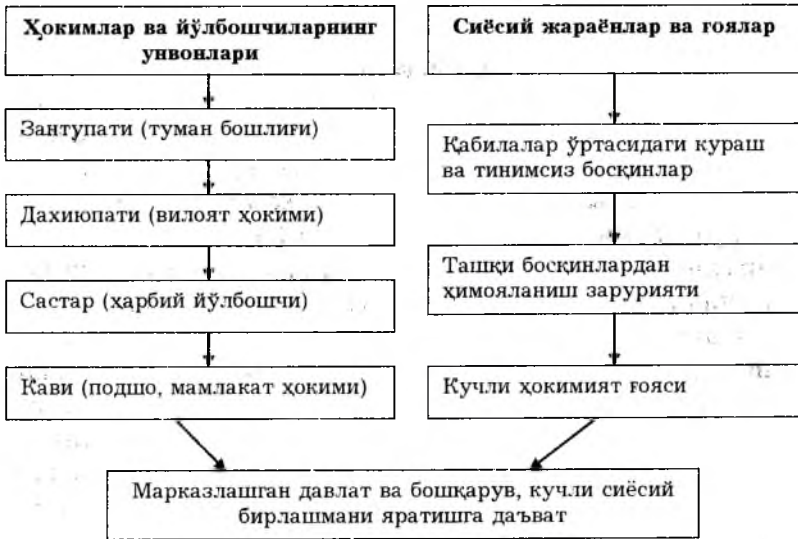 Ҳокимлар ва йўлбошчиларнинг
унвонлари
Зантупати (туман бошлиғи)
Дахиюпати (вилоят ҳокими)
Састар (ҳарбий йўлбошчи)
Кави (подшо, мамлакат ҳокими)
Сиёсий жараёнлар ва ғоялар
Қабилалар ўртасидаги кураш
ва тинимсиз босқинлар
Ташқи босқинлардан
ҳимояланиш зарурияти
Кучли ҳокимият ғояси
Марказлашган давлат ва бошқарув, кучли сиёсий
бирлашмани яратишга даъват